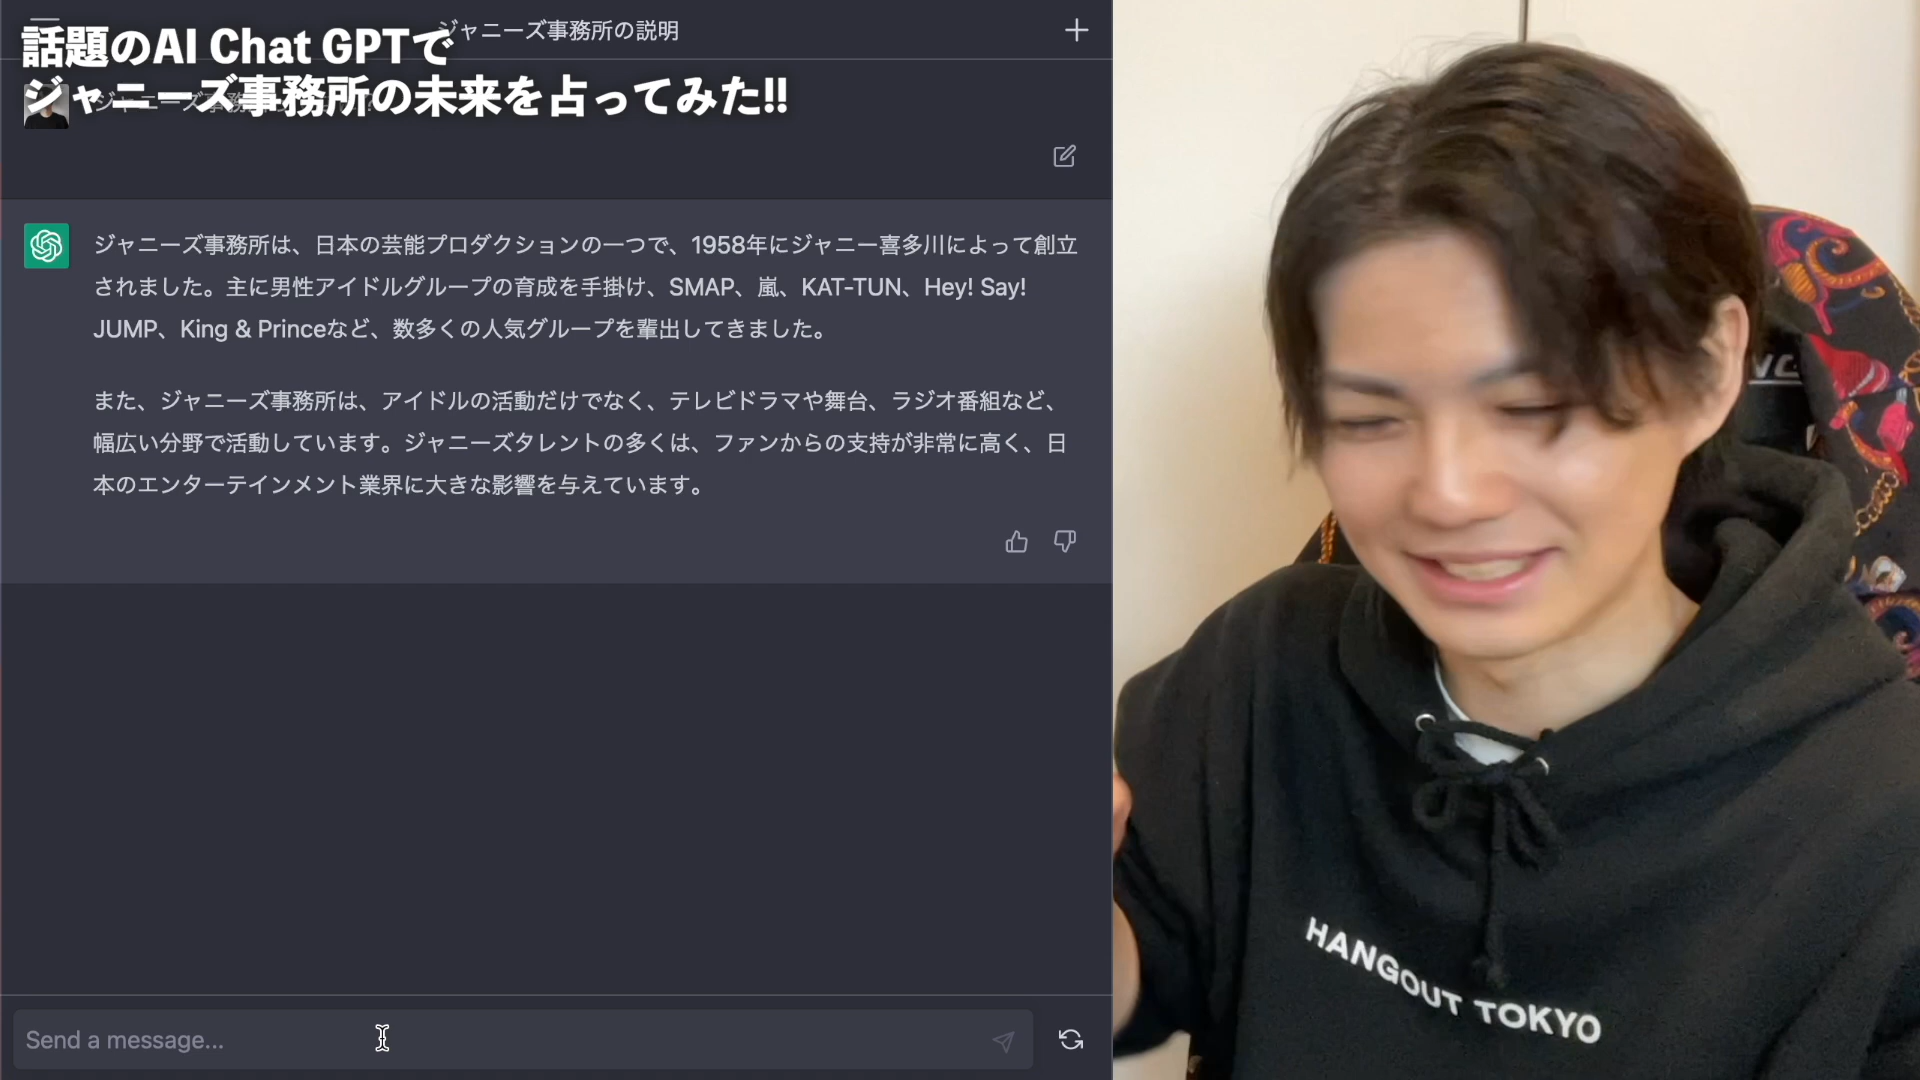 話題のAI Chat GPTで
ジャニーズ事務所の未来を占ってみた!!
ジャニーズ事務所の説明
ジャニーズ事務所は、日本の芸能プロダクションの一つで、1958年にジャニー喜多川によって創立
されました。主に男性アイドルグループの育成を手掛け、SMAP、嵐、KAT-TUN、Hey! Say!
JUMP、King & Princeなど、数多くの人気グループを輩出してきました。
また、ジャニーズ事務所は、アイドルの活動だけでなく、テレビドラマや舞台、ラジオ番組など、
幅広い分野で活動しています。ジャニーズタレントの多くは、ファンからの支持が非常に高く、日
本のエンターテインメント業界に大きな影響を与えています。
Send a message...
HANGOUT TOKYO